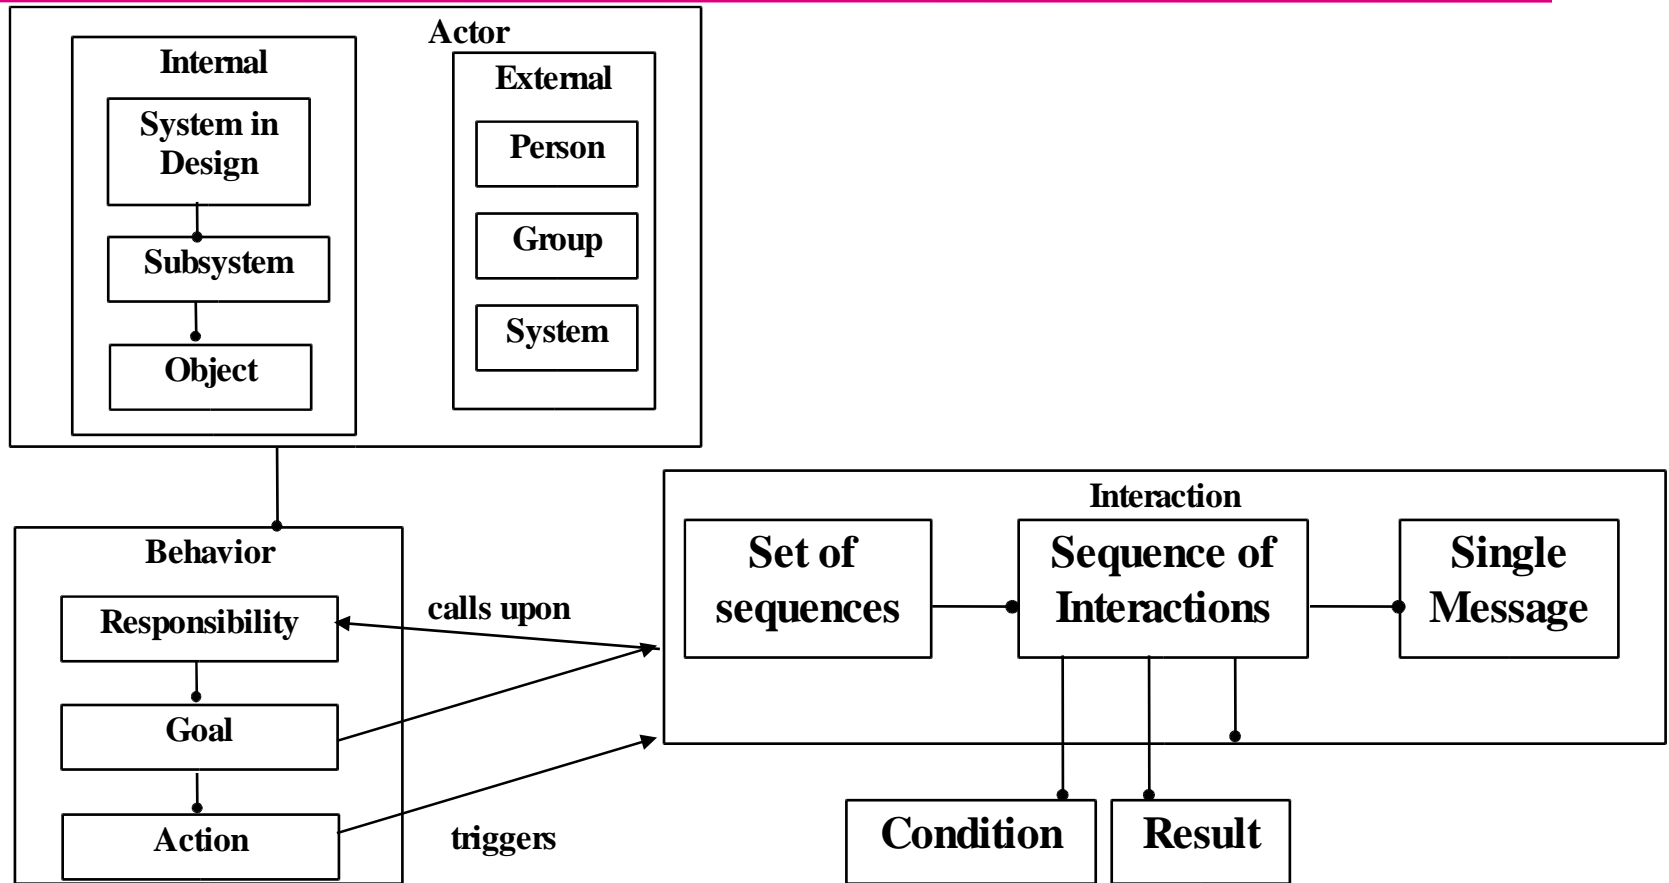 Actor
Internal
System in
Design
Subsystem
Object
External
Person
Group
System
Behavior
Responsibility
Goal
Action
calls upon
triggers
Interaction
Set of
sequences
Sequence of
Interactions
Single
Message
Condition
Result